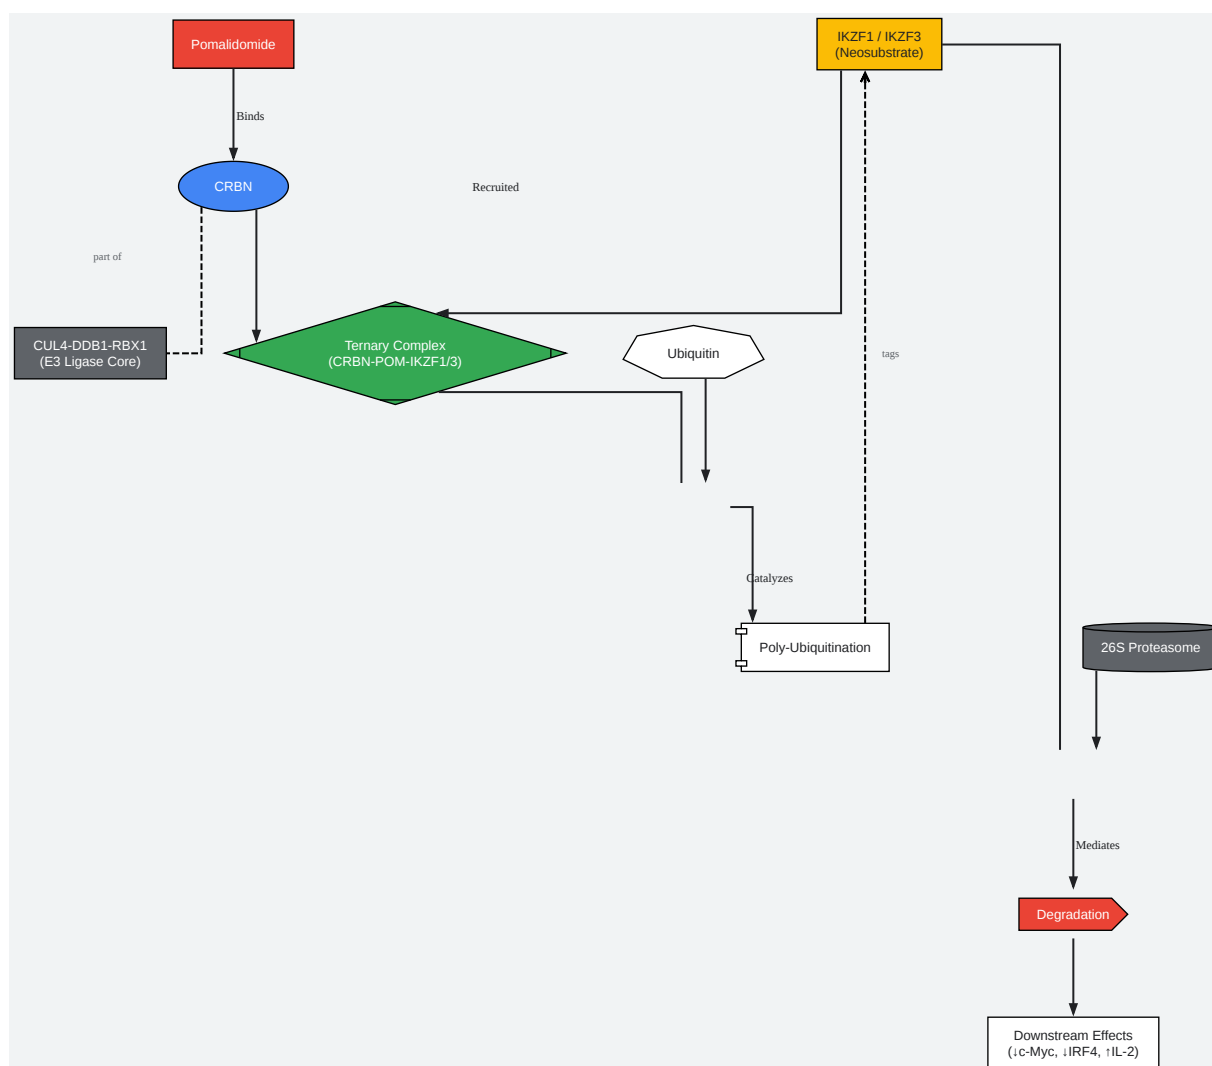 Pomalidomide
IKZF1 / IKZF3
(Neosubstrate)
Binds
CRBN
Recruited
part of
CUL4-DDB1-RBX1
(E3 Ligase Core)
Ternary Complex
(CRBN-POM-IKZF1/3)
Ubiquitin
tags
Catalyzes
Poly-Ubiquitination
26S Proteasome
Mediates
Degradation
Downstream Effects
(↓c-Myc, ↓IRF4, ↑IL-2)